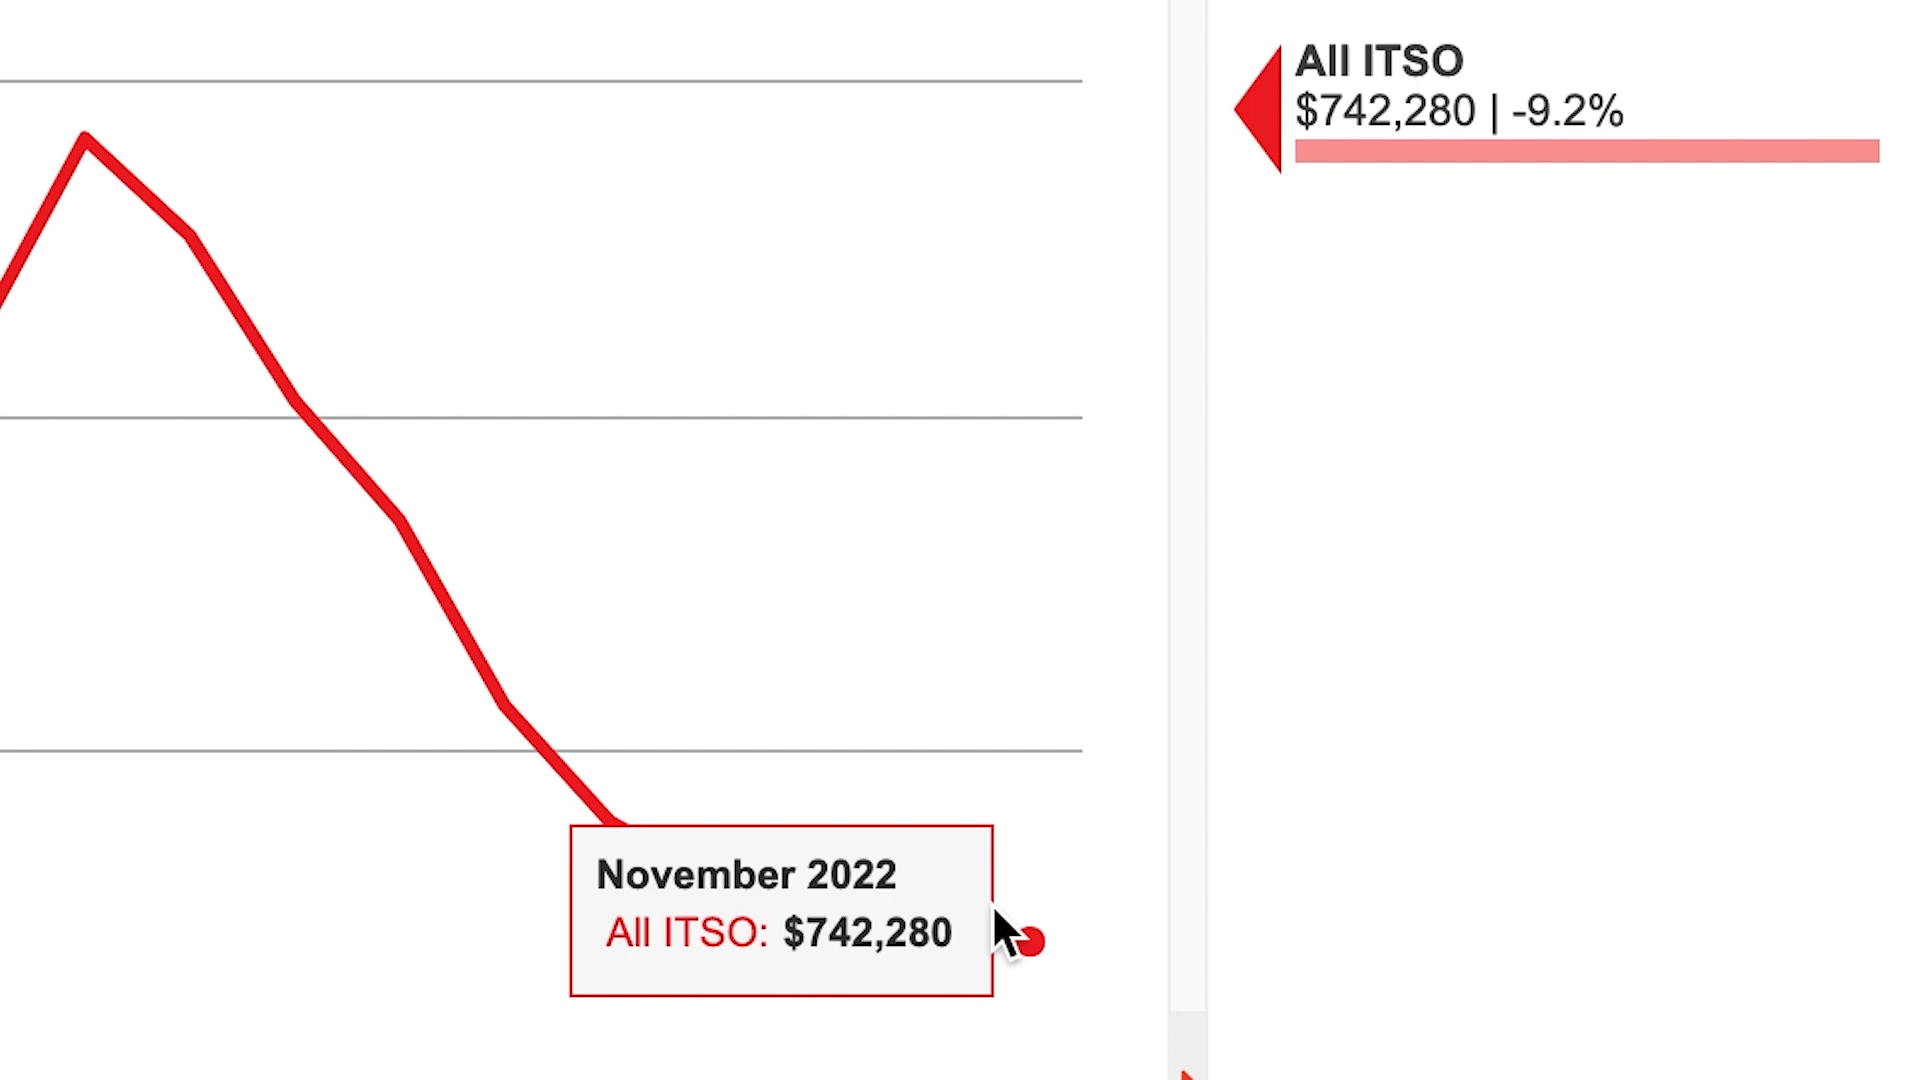 All ITSO
$742,280 | -9.2%
November 2022
All ITSO: $742,280